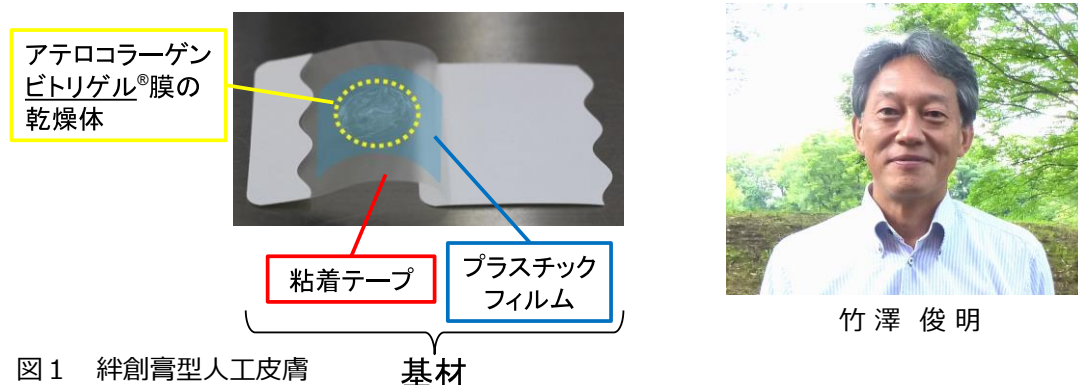 アテロコラーゲン
ビトリゲル®膜の
乾燥体
粘着テープ
プラスチック
フィルム
基材
図１ 絆創膏型人工皮膚
竹澤 俊明